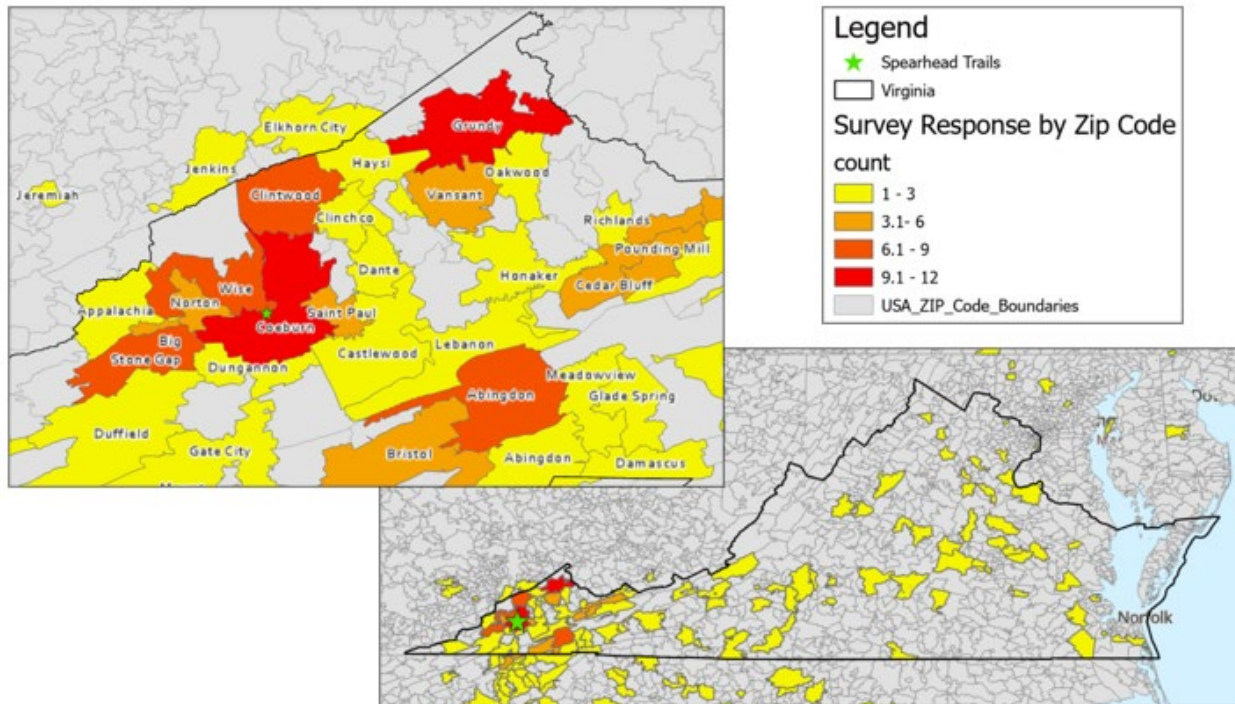 Legend
Spearhead Trails
Virginia
Survey Response by Zip Code
count
1 - 3
3.1- 6
6.1 - 9
9.1 - 12
USA_ZIP_Code_Boundaries
Elkhorn City
Grundy
Jenkins
Haysi
Oakwood
Jeremiah
Clintwood
Vansant
Clinchco
Richlands
Pounding Mill
Dante
Honaker
Wise
Cedar Bluff
Norton
Appalachia
Saint Paul
Coeburn
Big
Stone Gap
Lebanon
Castlewood
Dungannon
Meadowview
Abingdon
Glade Spring
Duffield
Gate City
Bristol
Abingdon
Damascus
Norfolk